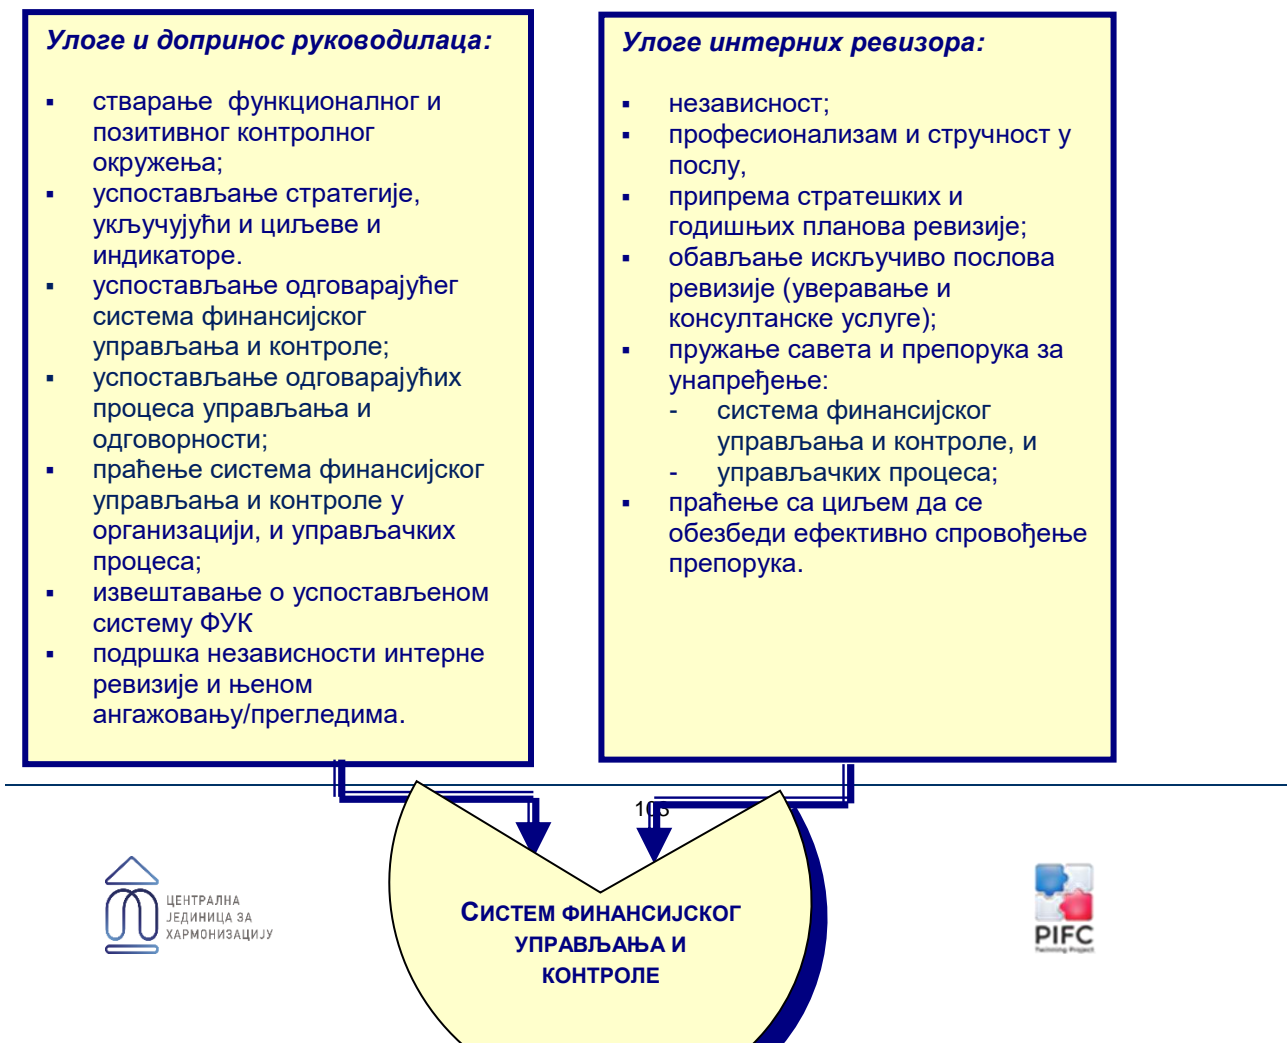 Улоге и допринос руководилаца:
▪ стварање функционалног и
позитивног контролног
окружења;
▪ успостављање стратегије,
укључујући и циљеве и
индикаторе.
▪ успостављање одговарајућег
система финансијског
управљања и контроле;
▪ успостављање одговарајућих
процеса управљања и
одговорности;
▪ праћење система финансијског
управљања и контроле у
организацији, и управљачких
процеса;
▪ извештавање о успостављеном
систему ФУК
▪ подршка независности интерне
ревизије и њеном
ангажовању/прегледима.
Улоге интерних ревизора:
▪ независност;
▪ професионализам и стручност у
послу,
▪ припрема стратешких и
годишњих планова ревизије;
▪ обављање искључиво послова
ревизије (уверавање и
консултанске услуге);
▪ пружање савета и препорука за
унапређење:
- система финансијског
управљања и контроле, и
- управљачких процеса;
▪ праћење са циљем да се
обезбеди ефективно спровођење
препорука.
103
ЦЕНТРАЛНА
ЈЕДИНИЦА ЗА
ХАРМОНИЗАЦИЈУ
СИСТЕМ ФИНАНСИЈСКОГ
УПРАВЉАЊА И
КОНТРОЛЕ
PIFC
Twinning Project